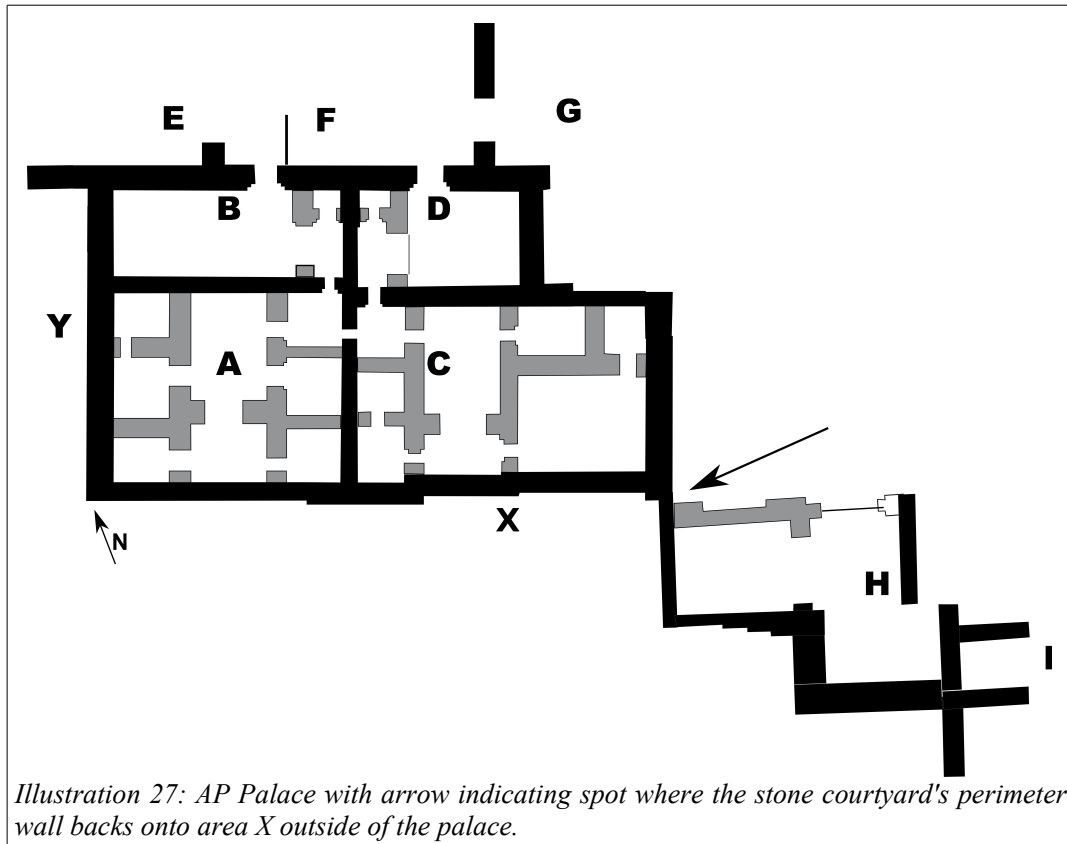 E
F
G
B
D
Y
A
C
X
N
H
I
Illustration 27: AP Palace with arrow indicating spot where the stone courtyard's perimeter
wall backs onto area X outside of the palace.